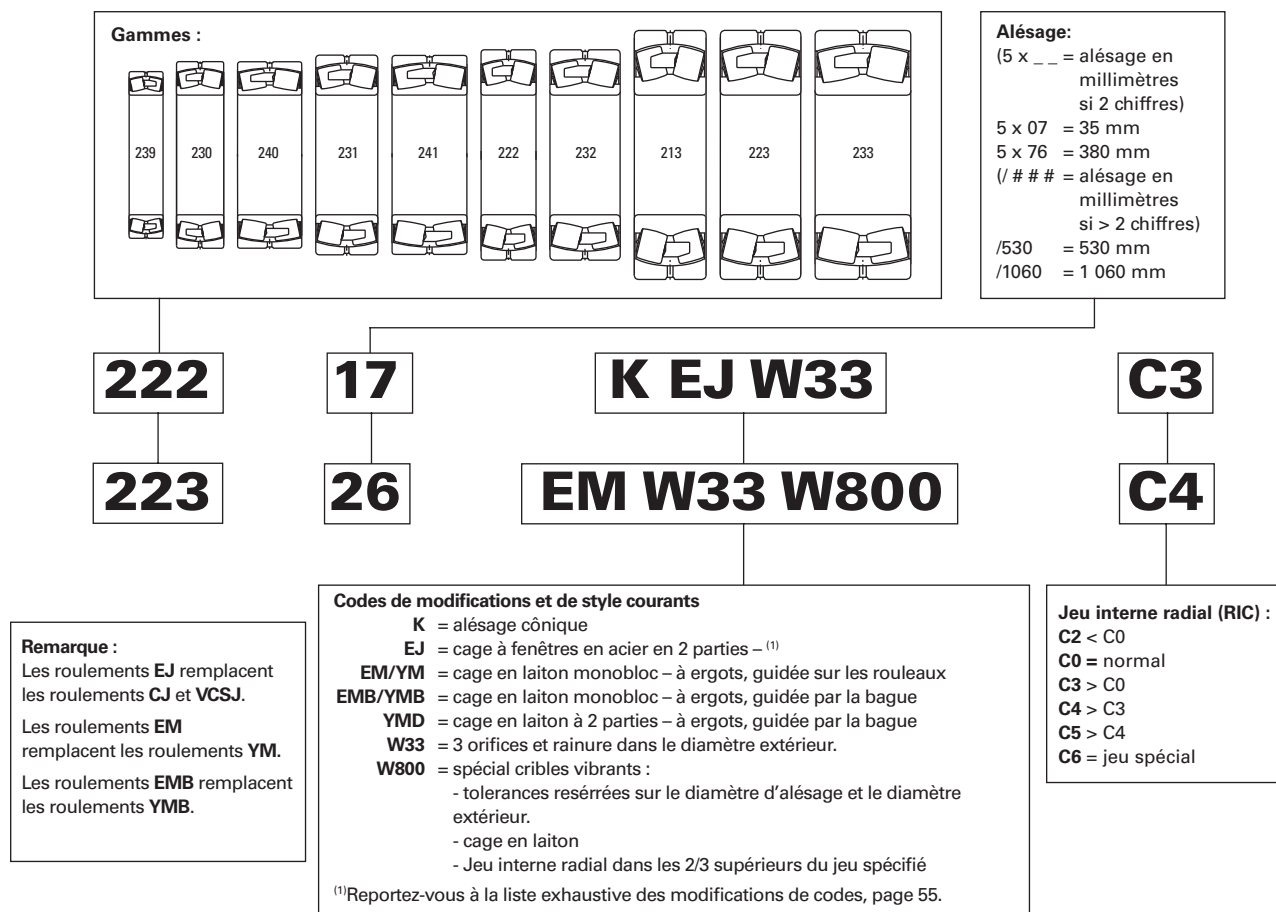 Gammes :
239
230
240
231
241
222
232
213
223
233
Alésage:
(5 x _ _ = alésage en
millimètres
si 2 chiffres)
5 x 07 = 35 mm
5 x 76 = 380 mm
(/ # # # = alésage en
millimètres
si > 2 chiffres)
/530 = 530 mm
/1060 = 1 060 mm
222 17 K EJ W33 C3
223 26 EM W33 W800 C4
Remarque :
Les roulements EJ remplacent
les roulements CJ et VCSJ.
Les roulements EM
remplacent les roulements YM.
Les roulements EMB remplacent
les roulements YMB.
Codes de modifications et de style courants
K = alésage cônique
EJ = cage à fenêtres en acier en 2 parties – (1)
EM/YM = cage en laiton monobloc – à ergots, guidée sur les rouleaux
EMB/YMB = cage en laiton monobloc – à ergots, guidée par la bague
YMD = cage en laiton à 2 parties – à ergots, guidée par la bague
W33 = 3 orifices et rainure dans le diamètre extérieur.
W800 = spécial cribles vibrants :
- tolerances resérrées sur le diamètre d’alésage et le diamètre
extérieur.
- cage en laiton
- Jeu interne radial dans les 2/3 supérieurs du jeu spécifié
(1)Reportez-vous à la liste exhaustive des modifications de codes, page 55.
Jeu interne radial (RIC) :
C2 < C0
C0 = normal
C3 > C0
C4 > C3
C5 > C4
C6 = jeu spécial